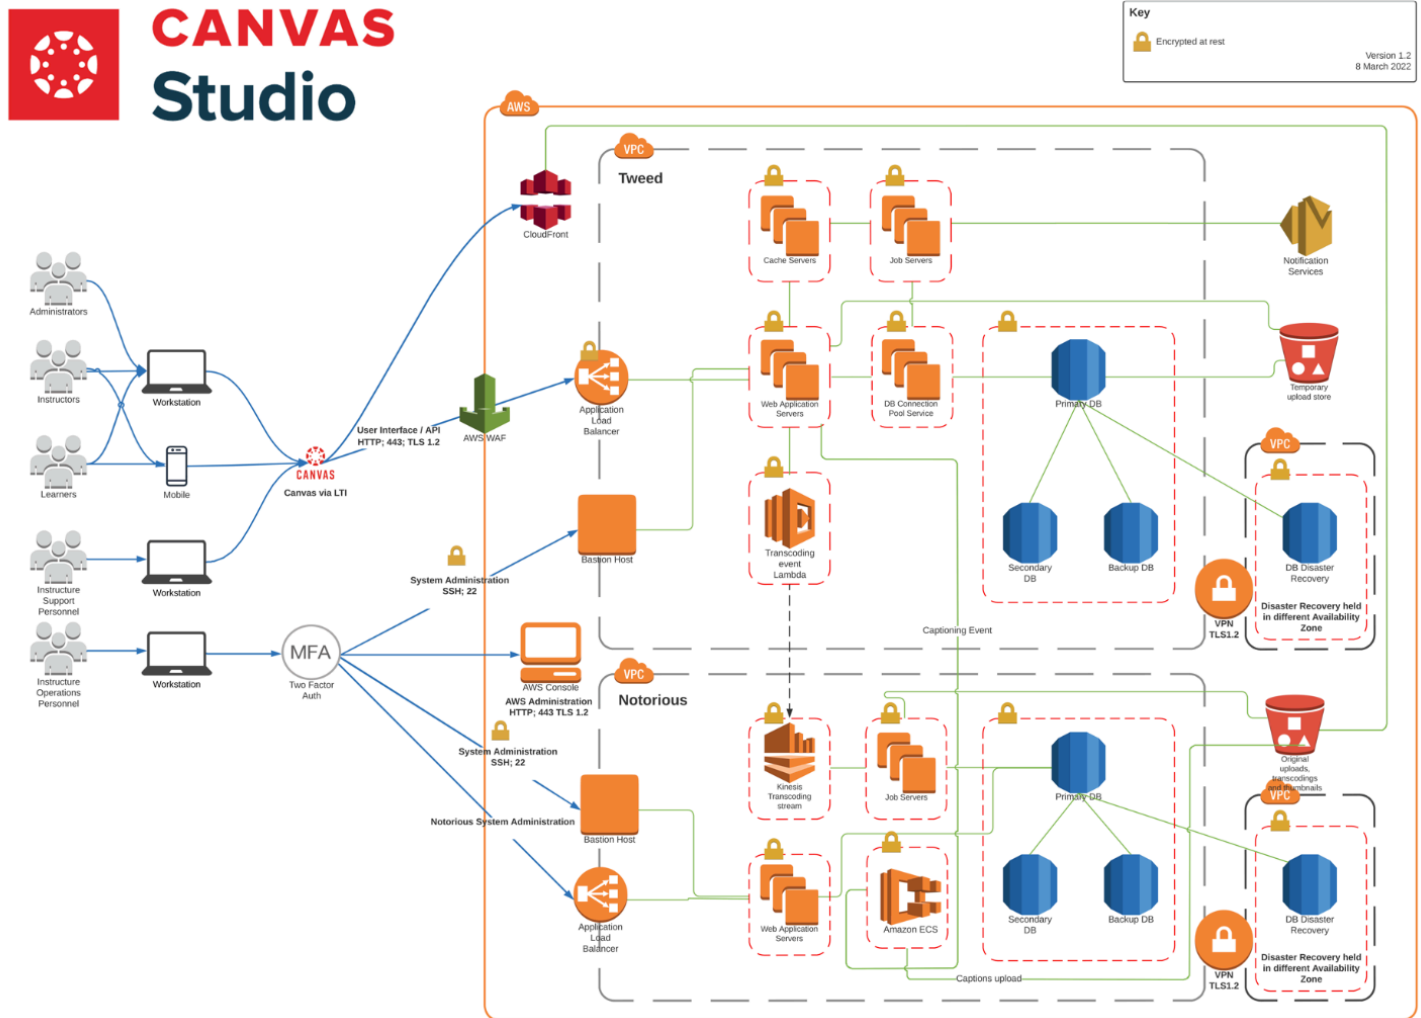 CANVAS
Studio
Key
Encrypted at rest
Version 1.2
8 March 2022
AWS
VPC
Tweed
CloudFront
Cache Servers
Job Servers
Notification
Services
Administrators
Instructors
Learners
Workstation
Mobile
CANVAS
Canvas via LTI
User Interface / API
HTTP; 443; TLS 1.2
AWS WAF
Application
Load
Balancer
Web Application
Servers
DB Connection
Pool Service
Primary DB
Temporary
upload store
VPC
Secondary
DB
Backup DB
DB Disaster
Recovery
Disaster Recovery held
in different Availability
Zone
VPN
TLS1.2
Transcoding
event
Lambda
Bastion Host
System Administration
SSH; 22
Instructure
Support
Personnel
Workstation
Instructure
Operations
Personnel
Workstation
MFA
Two Factor
Auth
AWS Console
AWS Administration
HTTP; 443 TLS 1.2
Captioning Event
VPC
Notorious
System Administration
SSH; 22
Notorious System Administration
Bastion Host
Application
Load
Balancer
Kinesis
Transcoding
stream
Job Servers
Primary DB
Original
uploads,
transcodings
and thumbnails
VPC
Web Application
Servers
Amazon ECS
Secondary
DB
Backup DB
DB Disaster
Recovery
Disaster Recovery held
in different Availability
Zone
VPN
TLS1.2
Captions upload